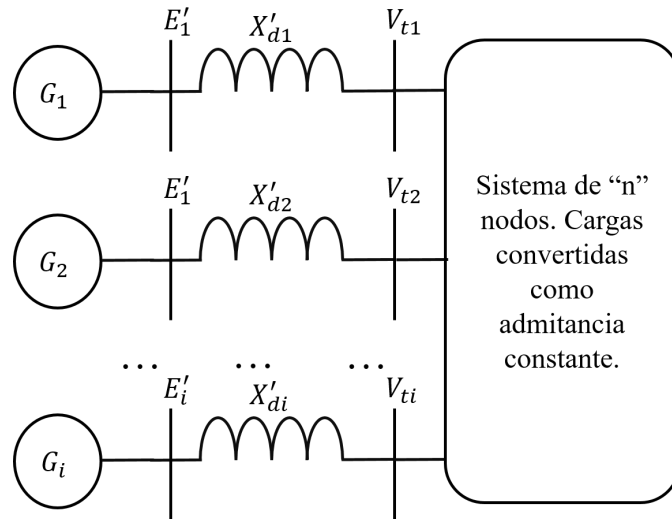 E′₁ X′d1 Vt1
G₁
E′₁ X′d2 Vt2
G₂
Sistema de “n”
nodos. Cargas
convertidas
como
admitancia
constante.
... ... ...
E′i X′di Vti
Gi